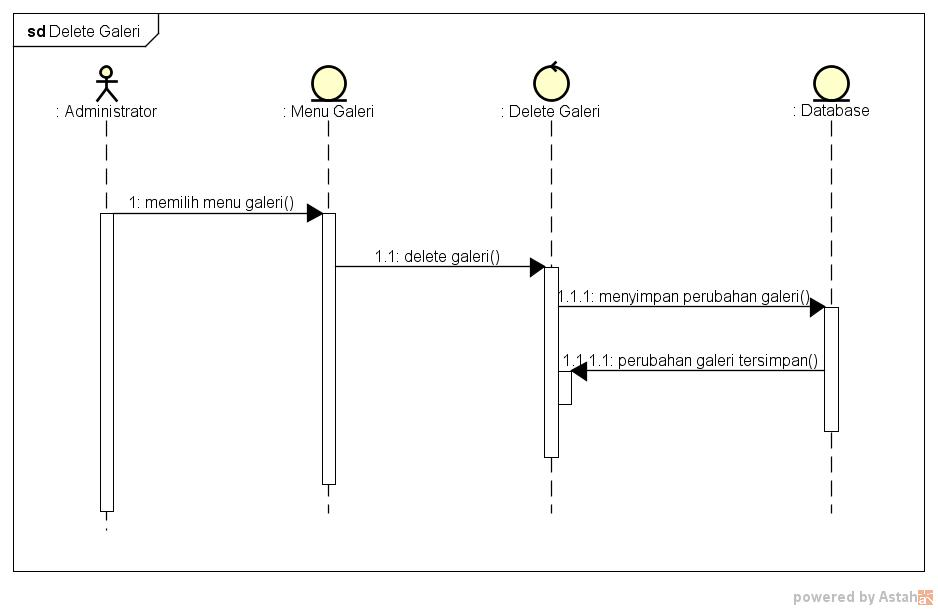 sd Delete Galeri
: Administrator
: Menu Galeri
: Delete Galeri
: Database
1: memilih menu galeri()
1.1: delete galeri()
1.1.1: menyimpan perubahan galeri()
1.1.1.1: perubahan galeri tersimpan()
powered by Astah